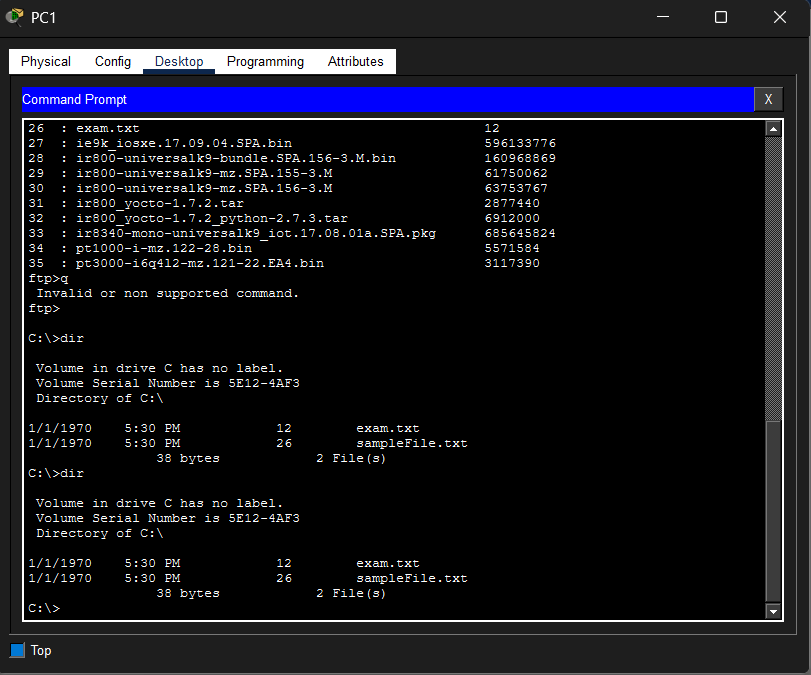 PC1
Physical Config Desktop Programming Attributes
Command Prompt X
26 : exam.txt 12
27 : ie9k_iosxe.17.09.04.SPA.bin 596133776
28 : ir800-universalk9-bundle.SPA.156-3.M.bin 160968869
29 : ir800-universalk9-mz.SPA.155-3.M 61750062
30 : ir800-universalk9-mz.SPA.156-3.M 63753767
31 : ir800_yocto-1.7.2.tar 2877440
32 : ir800_yocto-1.7.2_python-2.7.3.tar 6912000
33 : ir8340-mono-universalk9_iot.17.08.01a.SPA.pkg 685645824
34 : pt1000-i-mz.122-28.bin 5571584
35 : pt3000-i6q4l2-mz.121-22.EA4.bin 3117390
ftp>q
Invalid or non supported command.
ftp>
C:\>dir
Volume in drive C has no label.
Volume Serial Number is 5E12-4AF3
Directory of C:\
1/1/1970 5:30 PM 12 exam.txt
1/1/1970 5:30 PM 26 sampleFile.txt
38 bytes 2 File(s)
C:\>dir
Volume in drive C has no label.
Volume Serial Number is 5E12-4AF3
Directory of C:\
1/1/1970 5:30 PM 12 exam.txt
1/1/1970 5:30 PM 26 sampleFile.txt
38 bytes 2 File(s)
C:\>
Top